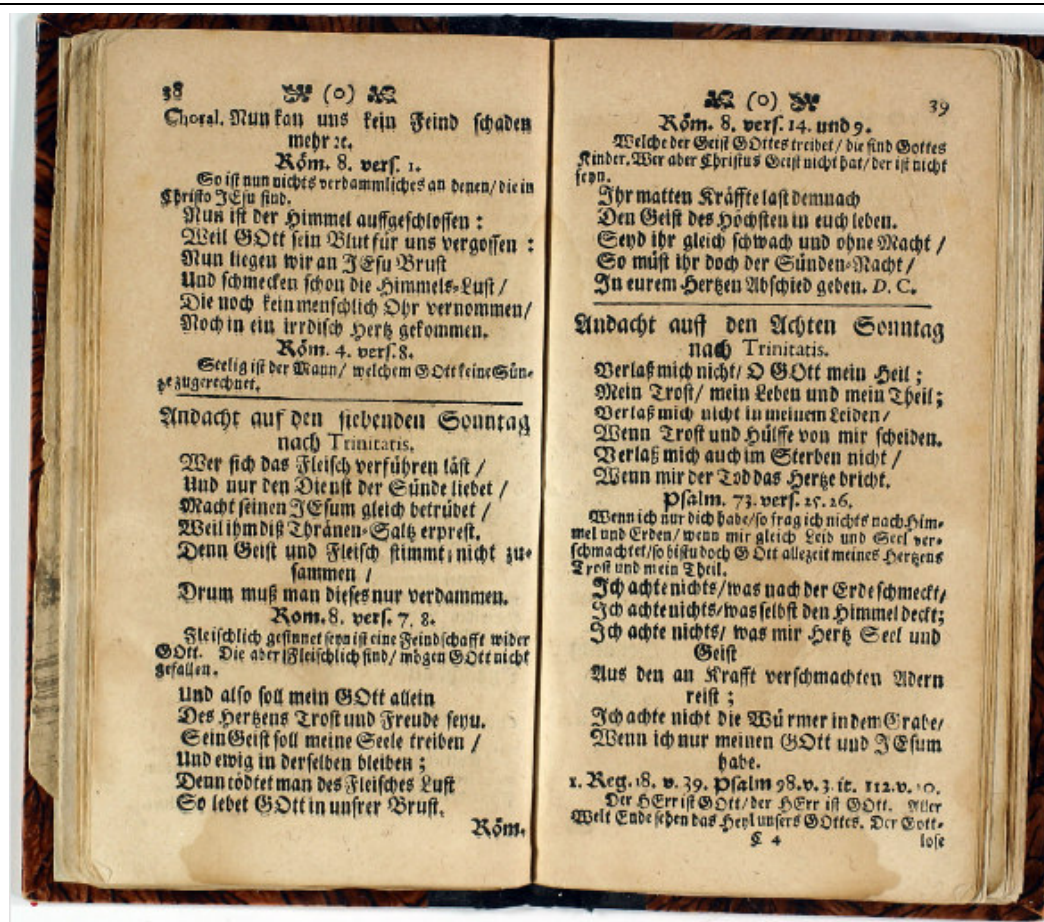 38 (o)
Choral. Nun kan uns kein Feind schaden
mehr ꝛc.
Röm. 8. vers. 1.
So ist nun nichts verdammliches an denen/ die in
Christo JEsu sind.
Nun ist der Himmel auffgeschlossen :
Weil GOtt sein Blut für uns vergossen :
Nun liegen wir an JEsu Brust
Und schmecken schon die Himmels-Lust /
Die noch kein menschlich Ohr vernommen/
Noch in ein irrdisch Hertz gekommen.
Röm. 4. vers. 8.
Seelig ist der Mann/ welchem GOtt keine Sün-
de zugerechnet.
Andacht auf den siebenden Sonntag
nach Trinitatis.
Wer sich das Fleisch verführen läst /
Und nur den Dienst der Sünde liebet /
Macht seinen JEsum gleich betrübet /
Weil ihm diß Thränen-Saltz erprest.
Denn Geist und Fleisch stimmt nicht zu-
sammen /
Drum muß man dieses nur verdammen.
Rom. 8. vers. 7. 8.
Fleischlich gesinnet seyn ist eine Feindschafft wider
GOtt. Die aber Fleischlich sind/ mögen GOtt nicht
gefallen.
Und also soll mein GOtt allein
Des Hertzens Trost und Freude seyn.
Sein Geist soll meine Seele treiben /
Und ewig in derselben bleiben ;
Denn tödtet man des Fleisches Lust
So lebet GOtt in unsrer Brust.
Röm.
(o) 39
Röm. 8. vers. 14. und 9.
Welche der Geist GOttes treibet/ die sind Gottes
Kinder. Wer aber Christus Geist nicht hat/ der ist nicht
seyn.
Ihr matten Kräffte last demnach
Den Geist des Höchsten in euch leben.
Seyd ihr gleich schwach und ohne Macht /
So müst ihr doch der Sünden-Nacht /
In eurem Hertzen Abschied geben. D. C.
Andacht auff den Achten Sonntag
nach Trinitatis.
Verlaß mich nicht/ O GOtt mein Heil ;
Mein Trost/ mein Leben und mein Theil ;
Verlaß mich nicht in meinem Leiden/
Wenn Trost und Hülffe von mir scheiden.
Verlaß mich auch im Sterben nicht /
Wenn mir der Tod das Hertze bricht.
Psalm. 73. vers. 25. 26.
Wenn ich nur dich habe/ so frag ich nichts nach Him-
mel und Erden/ wenn mir gleich Leib und Seel ver-
schmachtet/ so bistu doch GOtt allezeit meines Hertzens
Trost und mein Theil.
Ich achte nichts/ was nach der Erde schmeckt/
Ich achte nichts/ was selbst den Himmel deckt;
Ich achte nichts/ was mir Hertz Seel und
Geist
Aus den an Krafft verschmachten Adern
reist ;
Ich achte nicht die Würmer in dem Grabe/
Wenn ich nur meinen GOtt und JEsum
habe.
1. Reg. 18. v. 39. Psalm 98. v. 3. it. 112. v. 10.
Der HErr ist GOtt/ der HErr ist GOtt. Aller
Welt Ende sehen das Heyl unsers GOttes. Der Gott-
C 4 lose